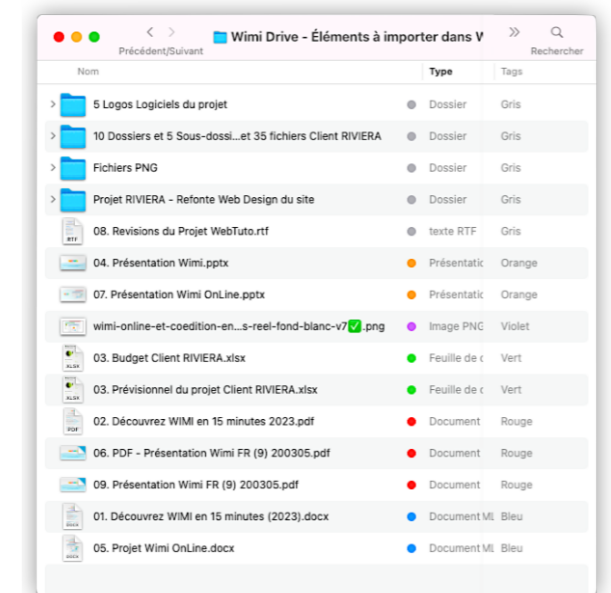 Wimi Drive - Éléments à importer dans W
Précédent/Suivant
Rechercher
Nom Type Tags
5 Logos Logiciels du projet Dossier Gris
10 Dossiers et 5 Sous-dossi...et 35 fichiers Client RIVIERA Dossier Gris
Fichiers PNG Dossier Gris
Projet RIVIERA - Refonte Web Design du site Dossier Gris
RTF 08. Revisions du Projet WebTuto.rtf texte RTF Gris
04. Présentation Wimi.pptx Présentatic Orange
07. Présentation Wimi OnLine.pptx Présentatic Orange
wimi-online-et-coedition-en...s-reel-fond-blanc-v7✅.png Image PNG Violet
XLSX 03. Budget Client RIVIERA.xlsx Feuille de c Vert
XLSX 03. Prévisionnel du projet Client RIVIERA.xlsx Feuille de c Vert
PDF 02. Découvrez WIMI en 15 minutes 2023.pdf Document Rouge
06. PDF - Présentation Wimi FR (9) 200305.pdf Document Rouge
09. Présentation Wimi FR (9) 200305.pdf Document Rouge
DOCX 01. Découvrez WIMI en 15 minutes (2023).docx Document Mi Bleu
DOCX 05. Projet Wimi OnLine.docx Document Mi Bleu